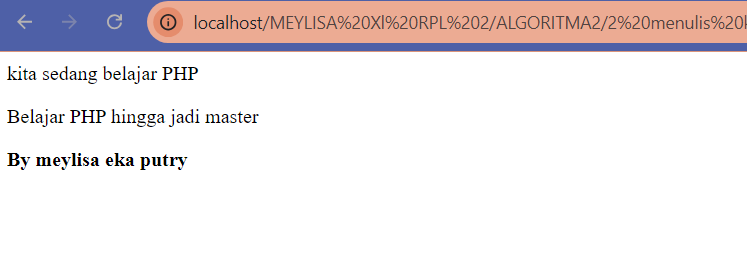 localhost/MEYLISA%20Xl%20RPL%202/ALGORITMA2/2%20menulis%20
kita sedang belajar PHP
Belajar PHP hingga jadi master
By meylisa eka putry